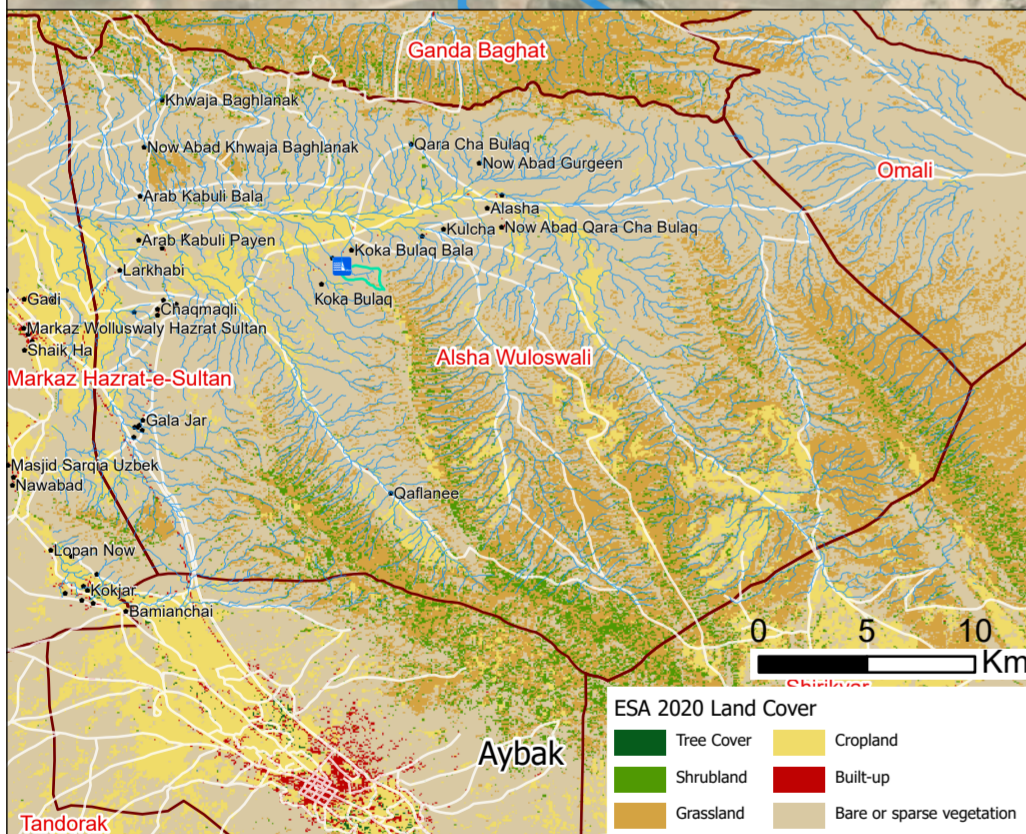 Ganda Baghat
Khwaja Baghlanak
Now Abad Khwaja Baghlanak
Qara Cha Bulaq
Now Abad Gurgeen
Omali
Arab Kabuli Bala
Alasha
Kulcha
Now Abad Qara Cha Bulaq
Arab Kabuli Payen
Koka Bulaq Bala
Larkhabi
Koka Bulaq
Gadi
Chaqmaqli
Markaz Wolluswaly Hazrat Sultan
Shaik Ha
Alsha Wuloswali
Markaz Hazrat-e-Sultan
Gala Jar
Masjid Sarqia Uzbek
Nawabad
Qaflanee
Lopan Now
Kokjar
Bamianchai
0 5 10
Km
ESA 2020 Land Cover
Tree Cover
Cropland
Shrubland
Built-up
Grassland
Bare or sparse vegetation
Aybak
Tandorak